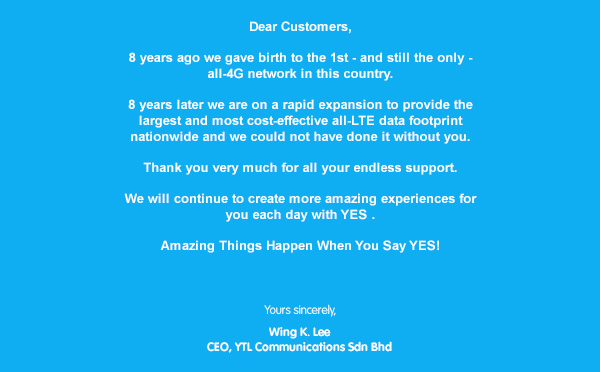 Dear Customers,
8 years ago we gave birth to the 1st - and still the only -
all-4G network in this country.
8 years later we are on a rapid expansion to provide the
largest and most cost-effective all-LTE data footprint
nationwide and we could not have done it without you.
Thank you very much for all your endless support.
We will continue to create more amazing experiences for
you each day with YES .
Amazing Things Happen When You Say YES!
Yours sincerely,
Wing K. Lee
CEO, YTL Communications Sdn Bhd